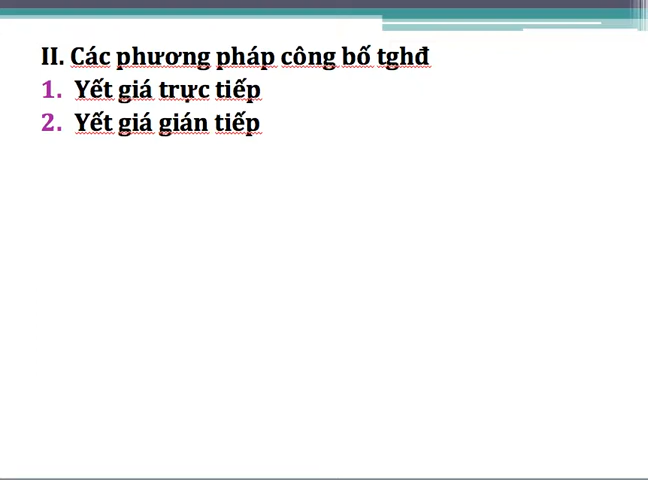 II. Các phương pháp công bố tghđ
1. Yết giá trực tiếp
2. Yết giá gián tiếp